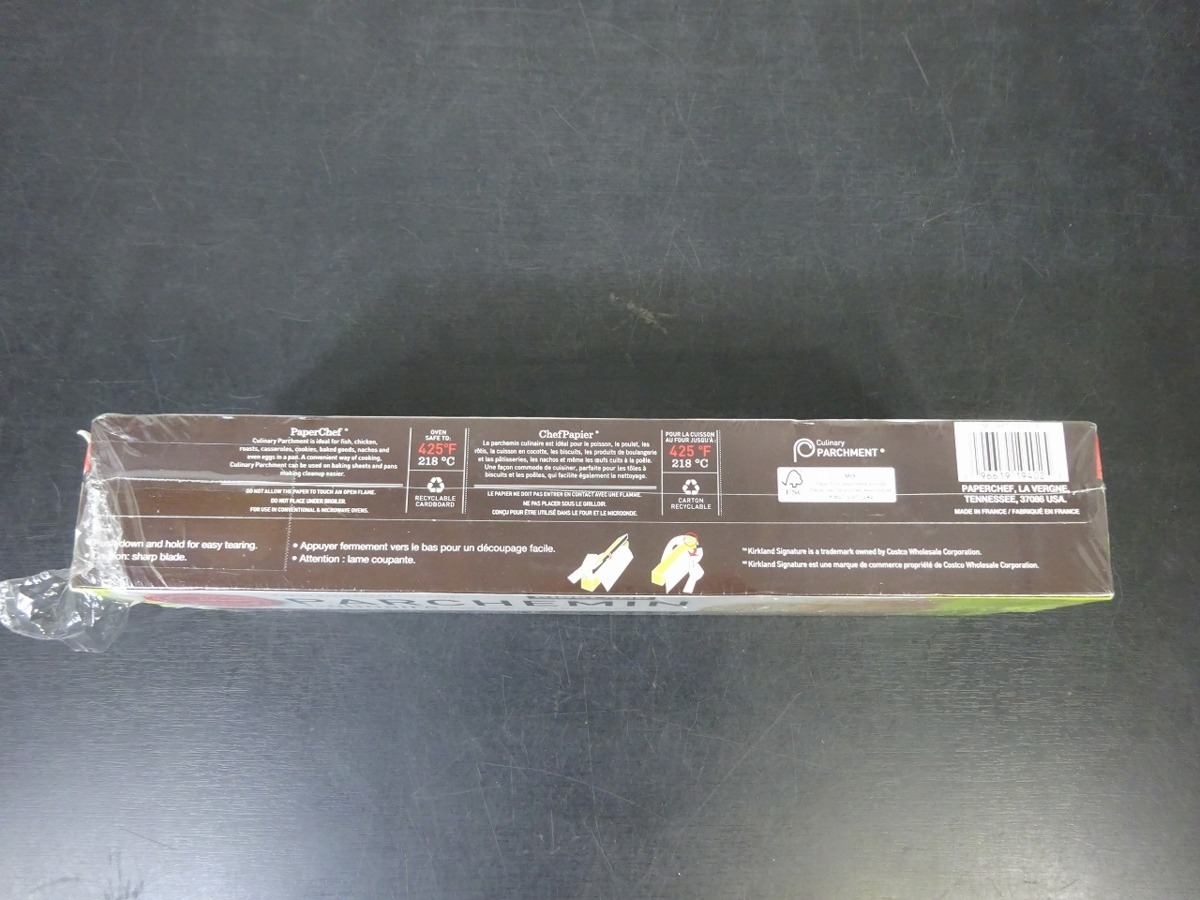 PaperChef™
Culinary Parchment is ideal for fish, chicken,
roasts, casseroles, cookies, baked goods, nachos and
even eggs in a pan. A convenient way of cooking,
Culinary Parchment can be used on baking sheets and pans
making cleanup easier.
DO NOT ALLOW THE PAPER TO TOUCH AN OPEN FLAME.
DO NOT PLACE UNDER BROILER.
FOR USE IN CONVENTIONAL & MICROWAVE OVENS.
OVEN
SAFE TO:
425°F
218 °C
RECYCLABLE
CARDBOARD
ChefPapier™
Le parchemin culinaire est idéal pour le poisson, le poulet, les
rôtis, la cuisson en cocotte, les biscuits, les produits de boulangerie
et les pâtisseries, les nachos et même les œufs cuits à la poêle.
Une façon commode de cuisiner, parfaite pour les tôles à
biscuits et les poêles, qui facilite également le nettoyage.
LE PAPIER NE DOIT PAS ENTRER EN CONTACT AVEC UNE FLAMME.
NE PAS PLACER SOUS LE GRILLOIR.
CONÇU POUR ÊTRE UTILISÉ DANS LE FOUR ET LE MICROONDE.
POUR LA CUISSON
AU FOUR JUSQU'À:
425 °F
218 °C
CARTON
RECYCLABLE
Culinary
PARCHMENT®
FSC
MIX
96619 19402
PAPERCHEF, LA VERGNE,
TENNESSEE, 37086 USA.
MADE IN FRANCE / FABRIQUÉ EN FRANCE
down and hold for easy tearing.
sharp blade.
• Appuyer fermement vers le bas pour un découpage facile.
• Attention : lame coupante.
™ Kirkland Signature is a trademark owned by Costco Wholesale Corporation.
™ Kirkland Signature est une marque de commerce propriété de Costco Wholesale Corporation.
PARCHEMIN